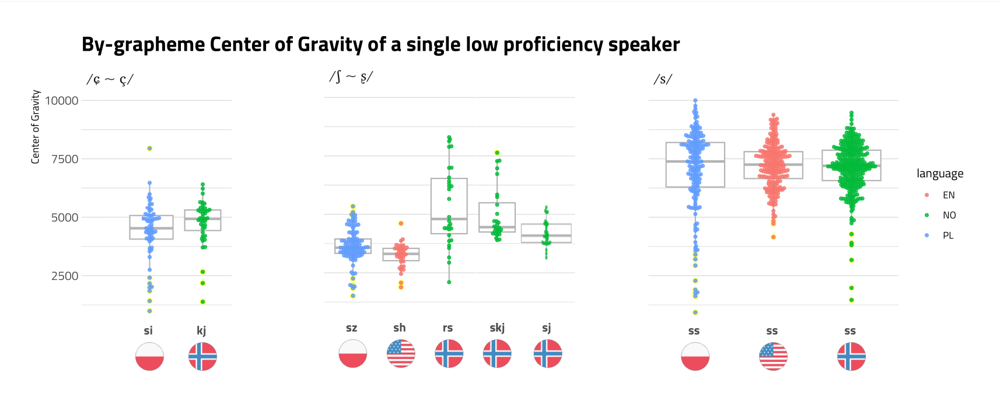 By-grapheme Center of Gravity of a single low proficiency speaker
/ɕ ~ ç/
/ʃ ~ ʂ/
/s/
Center of Gravity
10000
7500
5000
2500
si kj
sz sh rs skj sj
ss ss ss
language
EN
NO
PL